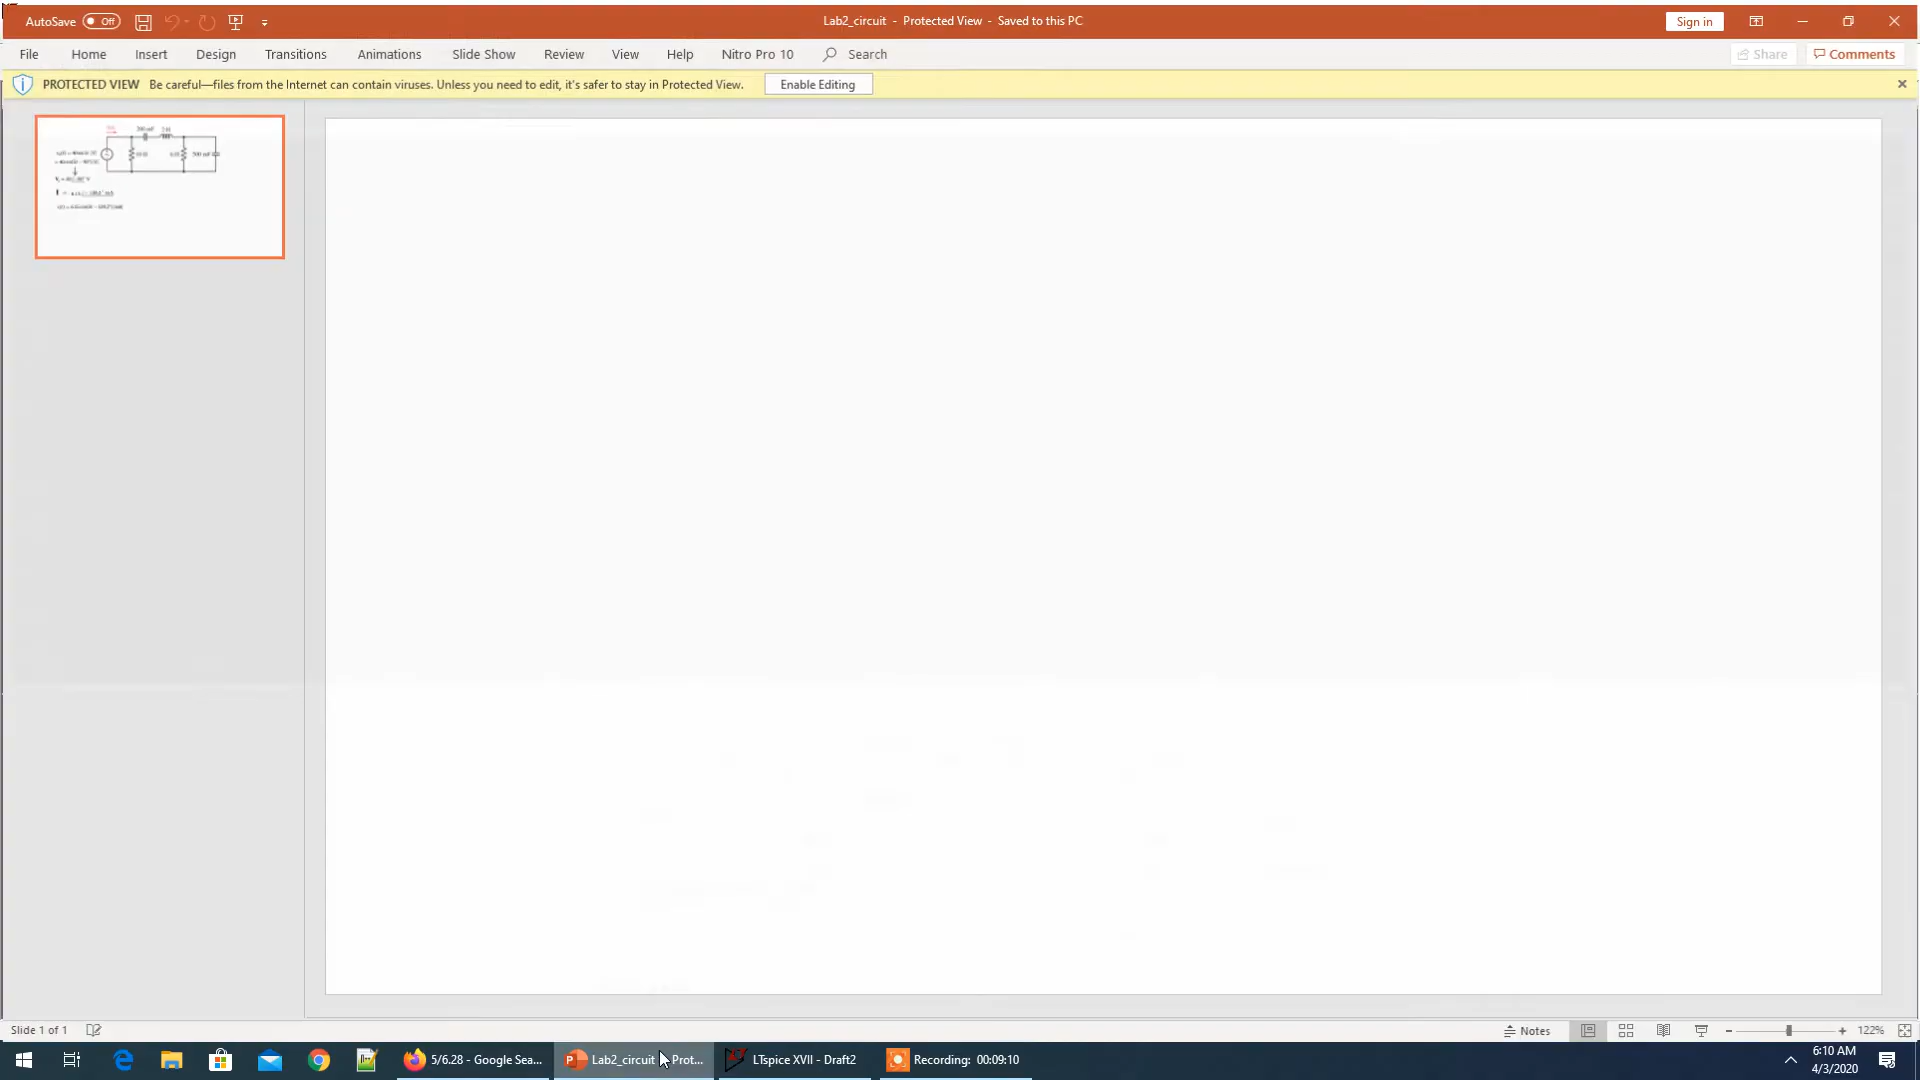 AutoSave Off
Lab2_circuit - Protected View - Saved to this PC
Sign in
File Home Insert Design Transitions Animations Slide Show Review View Help Nitro Pro 10 Search
Share Comments
PROTECTED VIEW Be careful—files from the Internet can contain viruses. Unless you need to edit, it's safer to stay in Protected View. Enable Editing
Slide 1 of 1
Notes
122%
5/6.28 - Google Sea...
Lab2_circuit Prot...
LTspice XVII - Draft2
Recording: 00:09:10
6:10 AM
4/3/2020